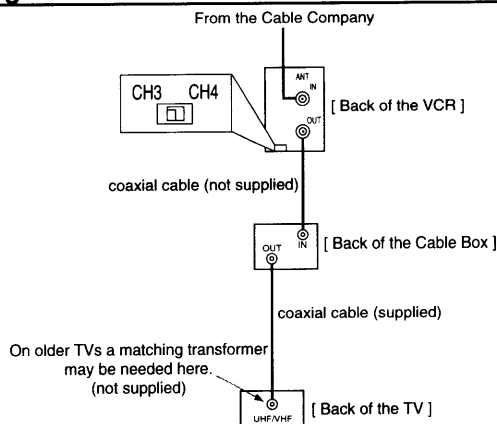 From the Cable Company
ANT
IN
CH3 CH4
[ Back of the VCR ]
OUT
coaxial cable (not supplied)
OUT
IN
[ Back of the Cable Box ]
coaxial cable (supplied)
On older TVs a matching transformer
may be needed here.
(not supplied)
UHF/VHF
[ Back of the TV ]